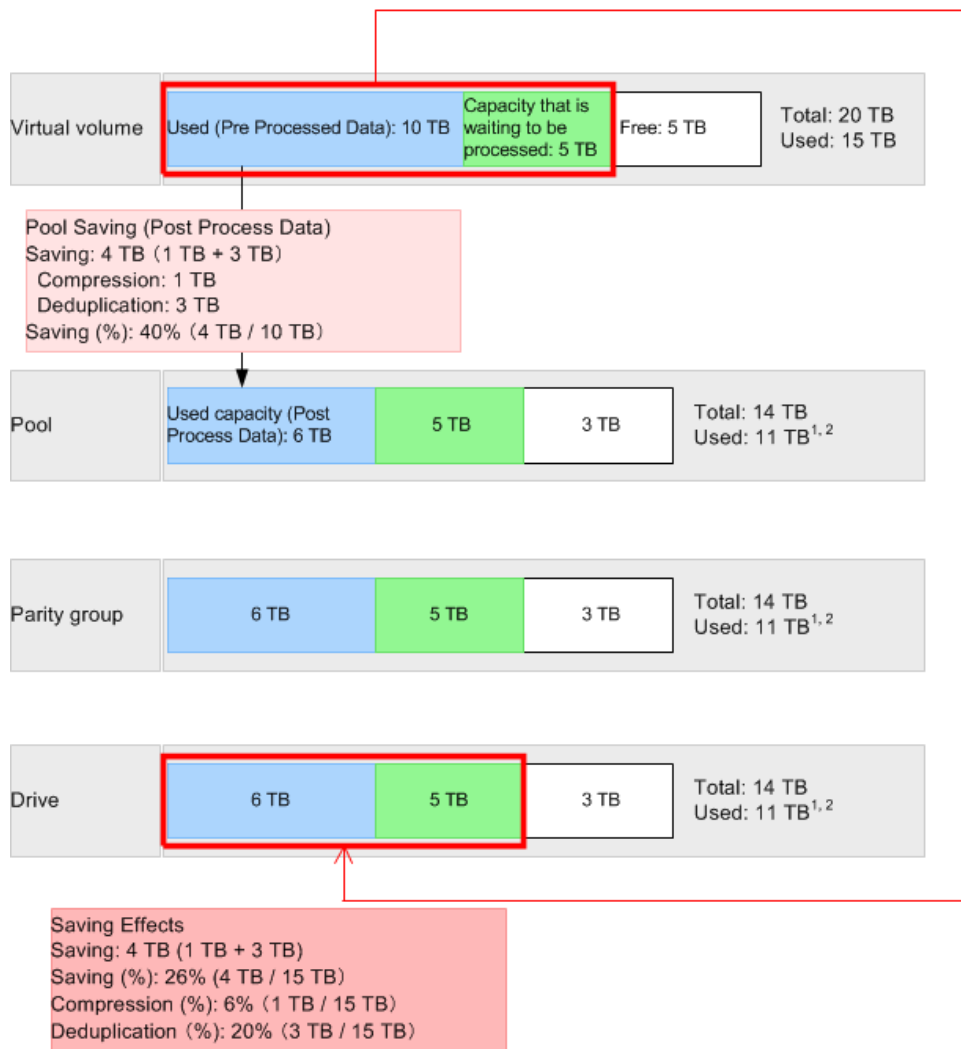 Virtual volume
Used (Pre Processed Data): 10 TB
Capacity that is
waiting to be
processed: 5 TB
Free: 5 TB
Total: 20 TB
Used: 15 TB
Pool Saving (Post Process Data)
Saving: 4 TB (1 TB + 3 TB)
Compression: 1 TB
Deduplication: 3 TB
Saving (%): 40% (4 TB / 10 TB)
Pool
Used capacity (Post
Process Data): 6 TB
5 TB
3 TB
Total: 14 TB
Used: 11 TB1, 2
Parity group
6 TB
5 TB
3 TB
Total: 14 TB
Used: 11 TB1, 2
Drive
6 TB
5 TB
3 TB
Total: 14 TB
Used: 11 TB1, 2
Saving Effects
Saving: 4 TB (1 TB + 3 TB)
Saving (%): 26% (4 TB / 15 TB)
Compression (%): 6% (1 TB / 15 TB)
Deduplication (%): 20% (3 TB / 15 TB)